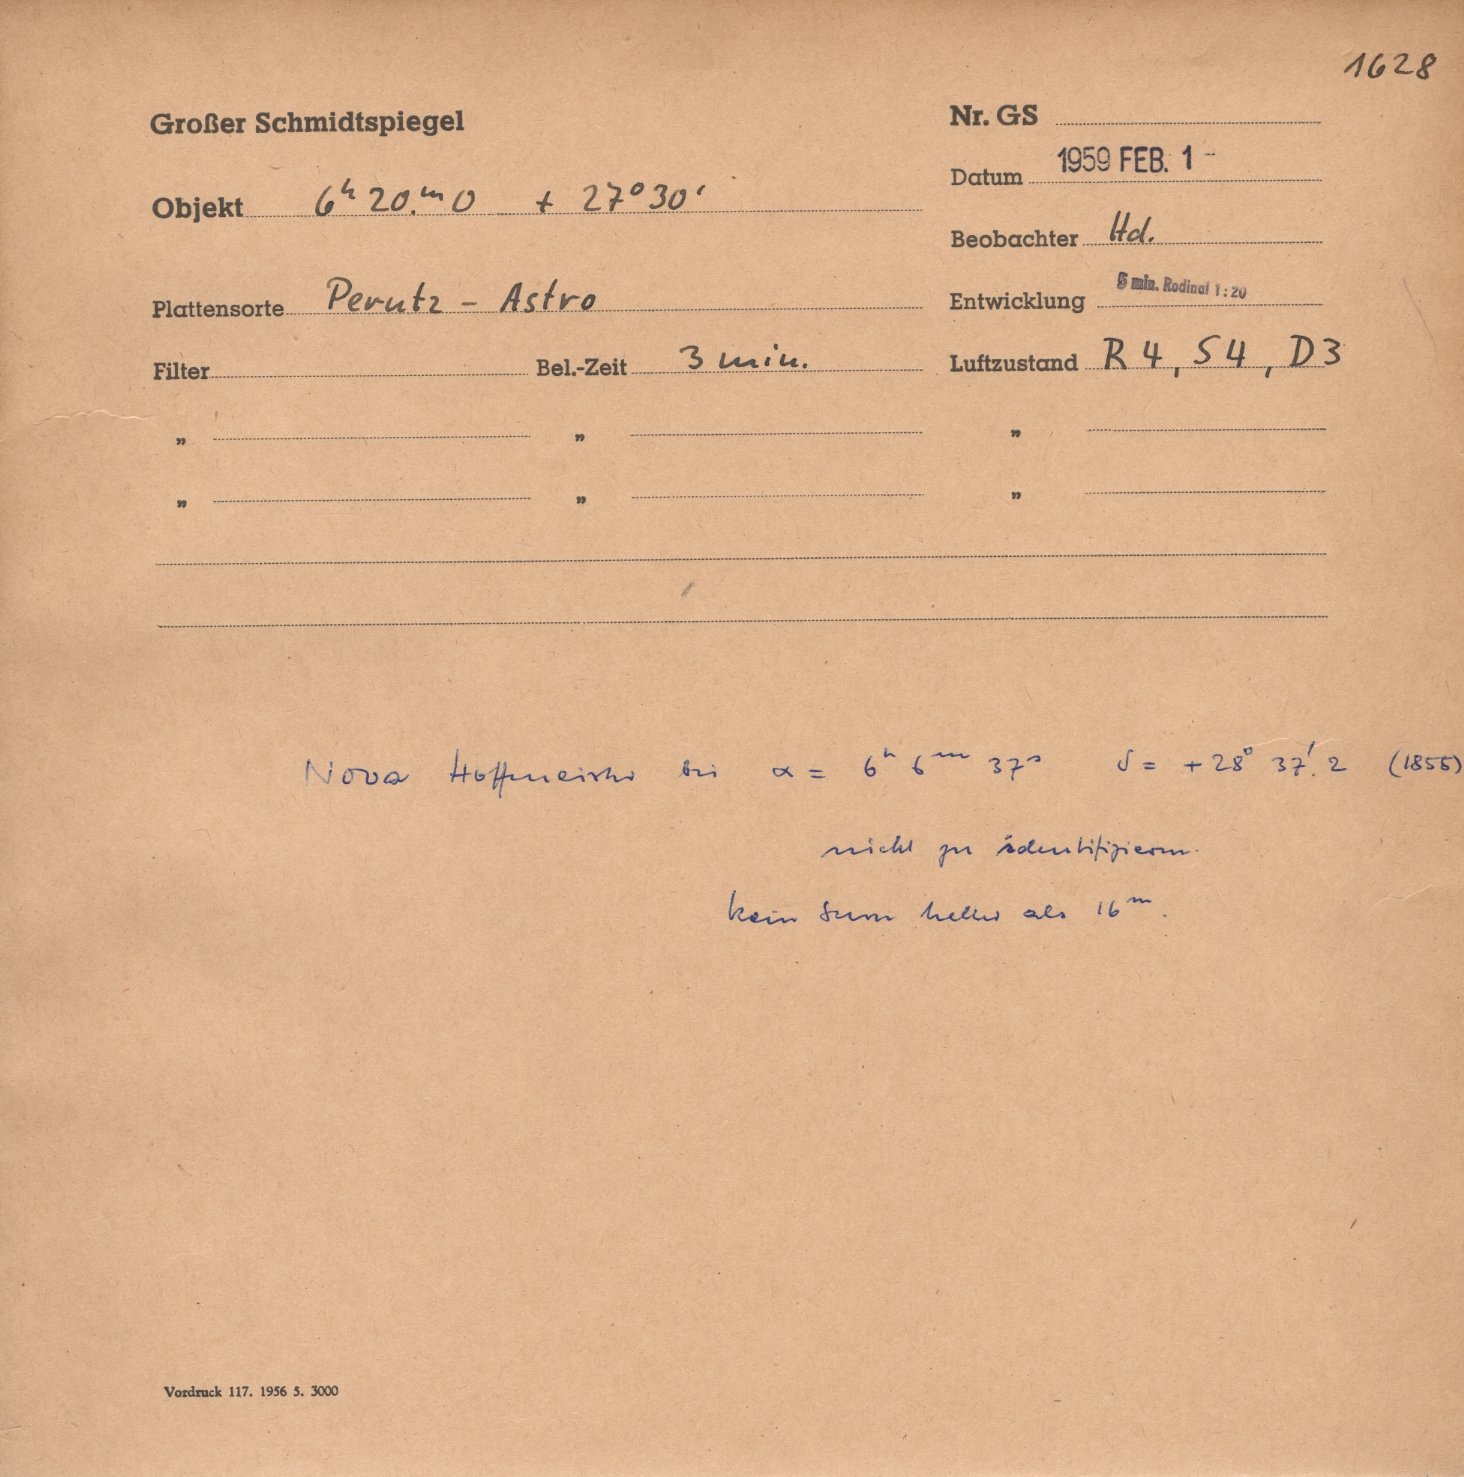 1628
Großer Schmidtspiegel
Nr. GS
Datum 1959 FEB. 1-
Objekt 6ʰ 20.ᵐ0 + 27°30'
Beobachter Hd.
Plattensorte Perutz - Astro
Entwicklung 5 min. Rodinal 1:20
Filter Bel.-Zeit 3 min. Luftzustand R 4, S 4, D 3
„ „ „
„ „ „
Nova Hoffmeister bei α = 6ʰ 6ᵐ 37ˢ δ = +28° 37'.2 (1855)
nicht zu identifizieren.
kein Stern heller als 16ᵐ.
Vordruck 117. 1956 5. 3000